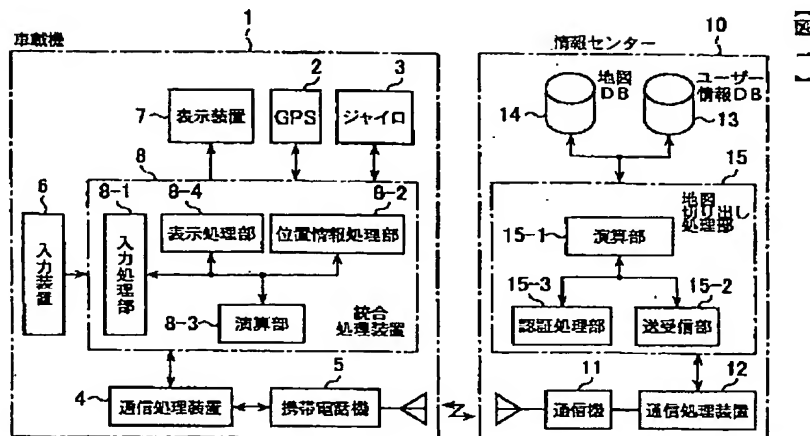 【図1】
車載機
1
情報センター
10
7
表示装置
2
GPS
3
ジャイロ
14
地図
DB
ユーザー
情報DB
13
6
入力装置
8
8-1
入力処理部
8-4
表示処理部
8-2
位置情報処理部
8-3
演算部
統合
処理装置
15
地図
切り出し
処理部
15-1
演算部
15-3
認証処理部
15-2
送受信部
4
通信処理装置
5
携帯電話機
11
通信機
12
通信処理装置